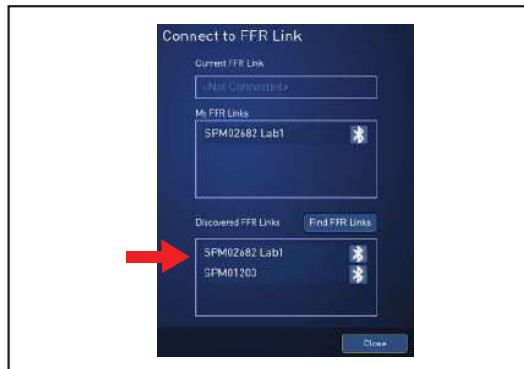 Connect to FFR Link
Current FFR Link
<Not Connected>
My FFR Links
SPM02682 Lab1
Discovered FFR Links
Find FFR Links
SPM02682 Lab1
SPM01203
Close